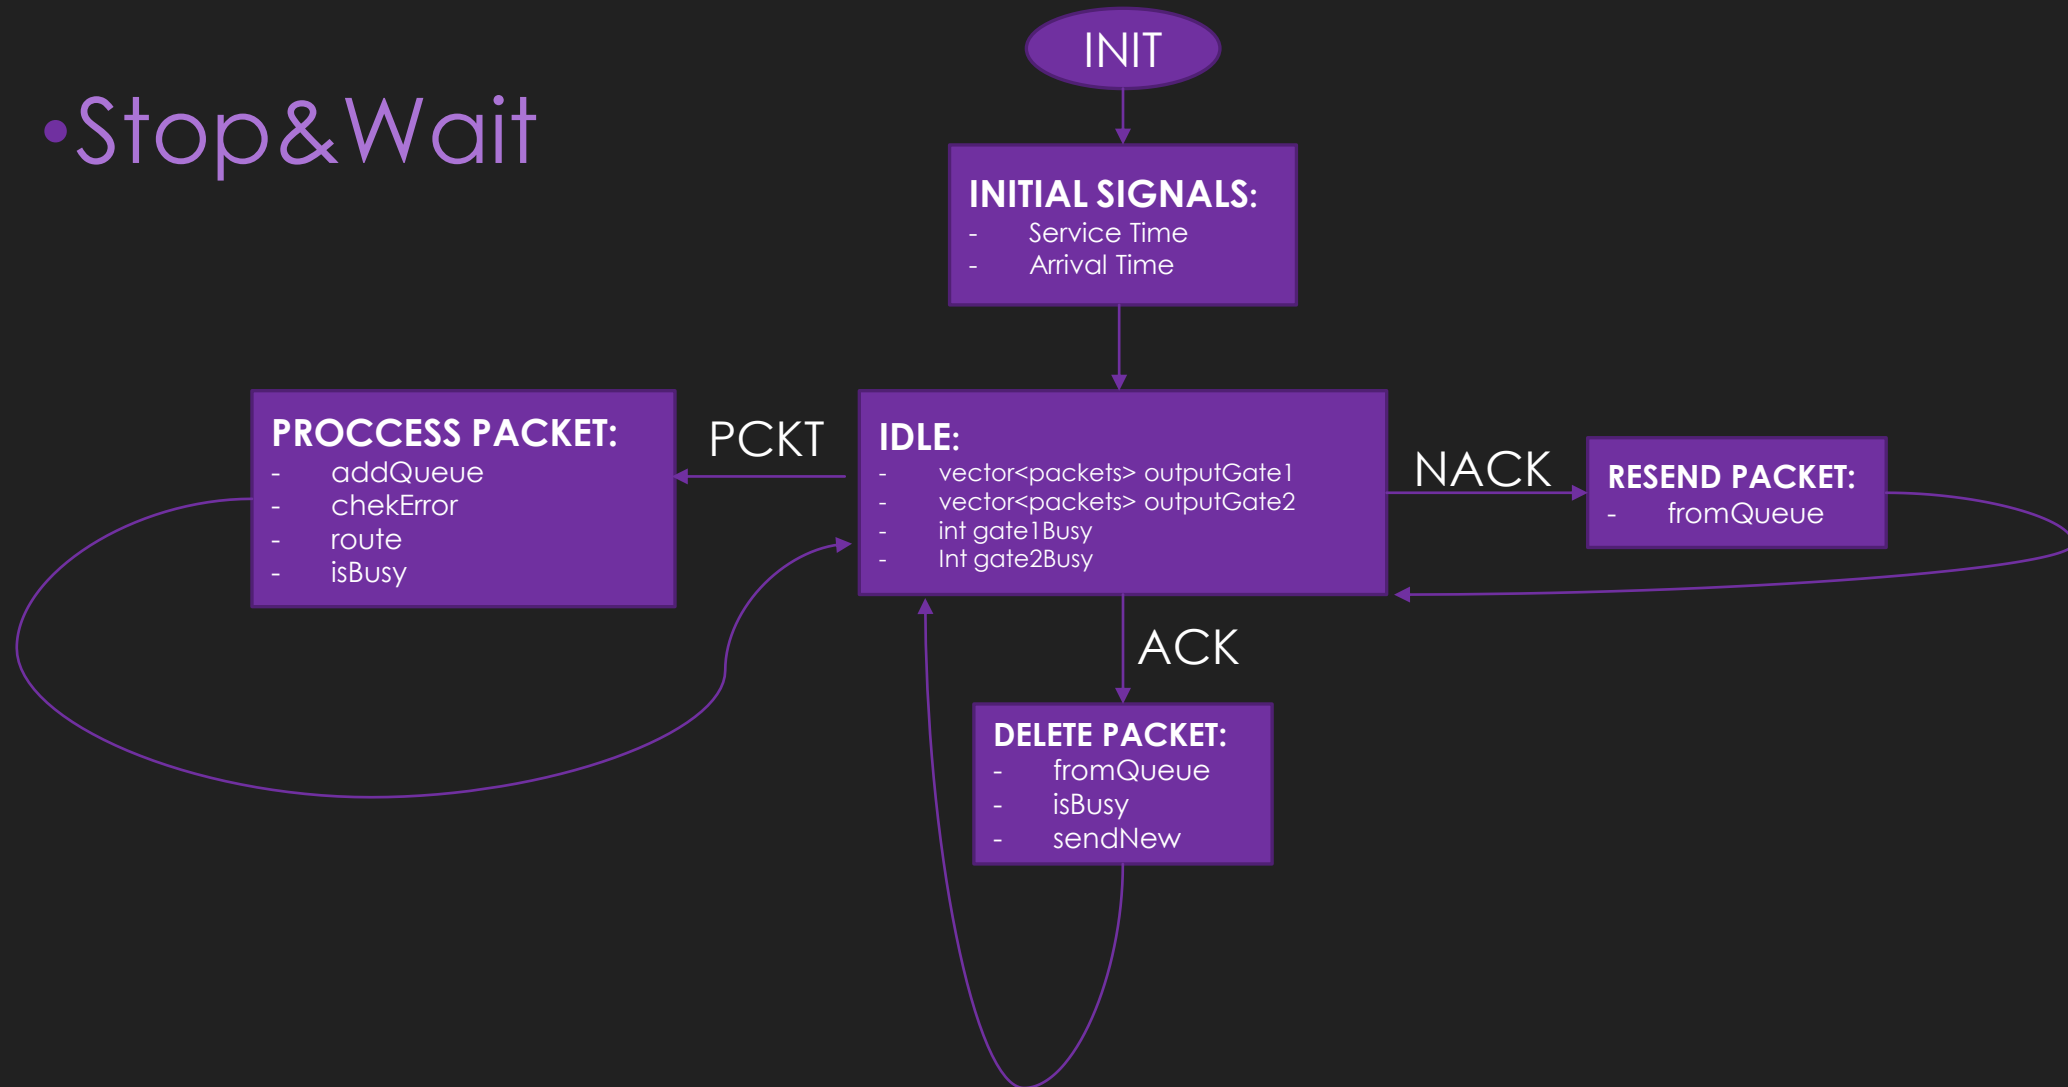 •Stop&Wait
INIT
INITIAL SIGNALS:
- Service Time
- Arrival Time
PROCCESS PACKET:
- addQueue
- chekError
- route
- isBusy
PCKT
IDLE:
- vector<packets> outputGate1
- vector<packets> outputGate2
- int gate1Busy
- Int gate2Busy
NACK
RESEND PACKET:
- fromQueue
ACK
DELETE PACKET:
- fromQueue
- isBusy
- sendNew